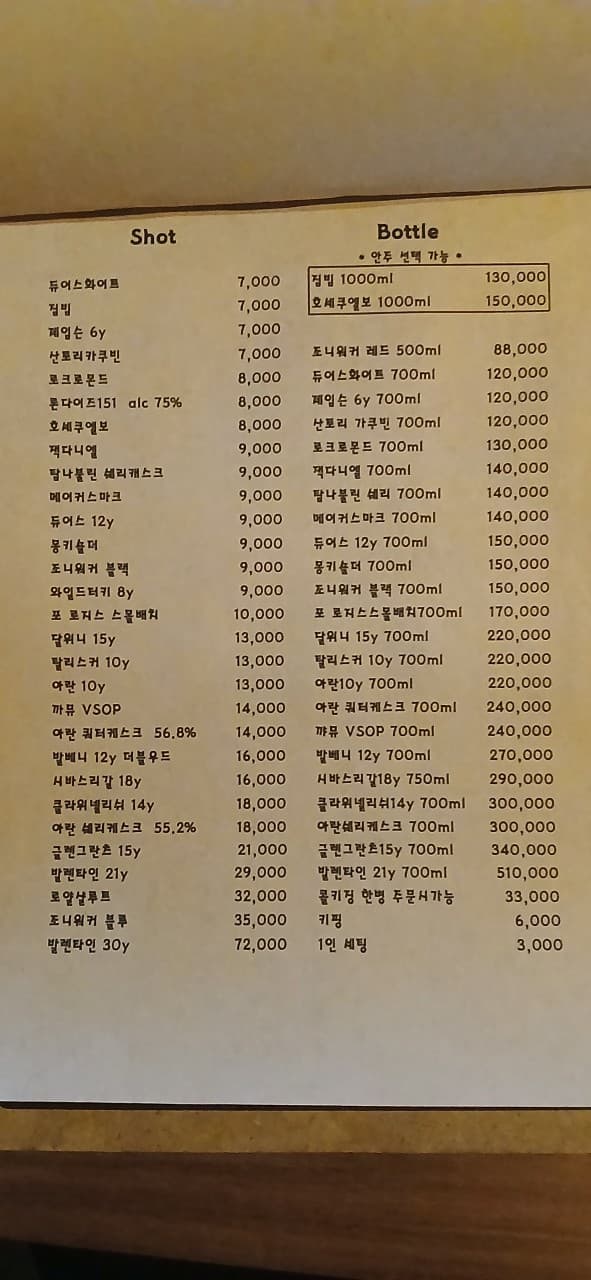 Shot
듀이스화이트 7,000
짐빔 7,000
제임슨 6y 7,000
산토리카쿠빈 7,000
로크로몬드 8,000
론다이즈151 alc 75% 8,000
호세쿠엘보 8,000
잭다니엘 9,000
탐나불린 쉐리캐스크 9,000
메이커스마크 9,000
듀이스 12y 9,000
몽키숄더 9,000
조니워커 블랙 9,000
와일드터키 8y 9,000
포 로지스 스몰배치 10,000
달위니 15y 13,000
탈리스커 10y 13,000
아란 10y 13,000
까뮤 VSOP 14,000
아란 쿼터케스크 56.8% 14,000
발베니 12y 더블우드 16,000
시바스리갈 18y 16,000
클라위넬리쉬 14y 18,000
아란 쉐리케스크 55.2% 18,000
글렌그란츠 15y 21,000
발렌타인 21y 29,000
로얄살루트 32,000
조니워커 블루 35,000
발렌타인 30y 72,000
Bottle
• 안주 선택 가능 •
짐빔 1000ml 130,000
호세쿠엘보 1000ml 150,000
조니워커 레드 500ml 88,000
듀이스화이트 700ml 120,000
제임슨 6y 700ml 120,000
산토리 가쿠빈 700ml 120,000
로크로몬드 700ml 130,000
잭다니엘 700ml 140,000
탐나불린 쉐리 700ml 140,000
메이커스마크 700ml 140,000
듀이스 12y 700ml 150,000
몽키숄더 700ml 150,000
조니워커 블랙 700ml 150,000
포 로지스스몰배치700ml 170,000
달위니 15y 700ml 220,000
탈리스커 10y 700ml 220,000
아란10y 700ml 220,000
아란 쿼터케스크 700ml 240,000
꺄뮤 VSOP 700ml 240,000
발베니 12y 700ml 270,000
시바스리갈18y 750ml 290,000
클라위넬리쉬14y 700ml 300,000
아란쉐리케스크 700ml 300,000
글렌그란츠15y 700ml 340,000
발렌타인 21y 700ml 510,000
콜키징 한병 주문시가능 33,000
키핑 6,000
1인 세팅 3,000